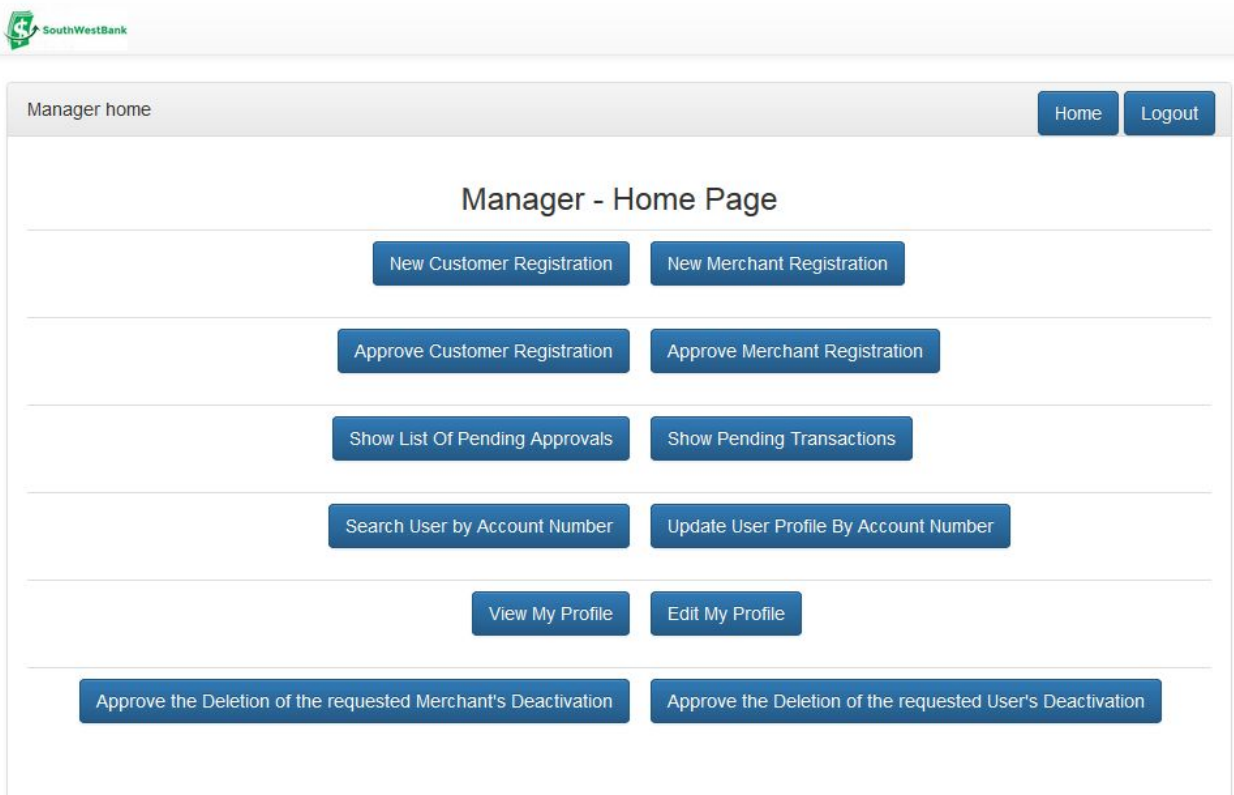 SouthWestBank
Manager home
Home Logout
Manager - Home Page
New Customer Registration New Merchant Registration
Approve Customer Registration Approve Merchant Registration
Show List Of Pending Approvals Show Pending Transactions
Search User by Account Number Update User Profile By Account Number
View My Profile Edit My Profile
Approve the Deletion of the requested Merchant's Deactivation Approve the Deletion of the requested User's Deactivation